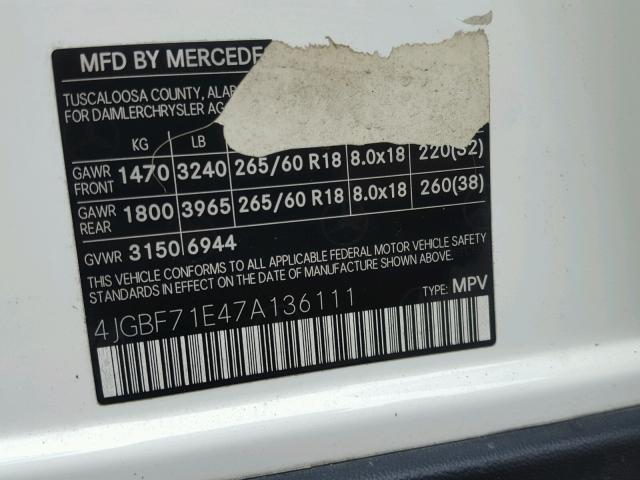 MFD BY MERCEDE
TUSCALOOSA COUNTY, ALAB
FOR DAIMLERCHRYSLER AG
KG LB
GAWR FRONT 1470 3240 265/60 R18 8.0x18 220(32)
GAWR REAR 1800 3965 265/60 R18 8.0x18 260(38)
GVWR 3150 6944
THIS VEHICLE CONFORMS TO ALL APPLICABLE FEDERAL MOTOR VEHICLE SAFETY
STANDARDS IN EFFECT ON THE DATE OF MANUFACTURE SHOWN ABOVE.
4JGBF71E47A136111 TYPE: MPV